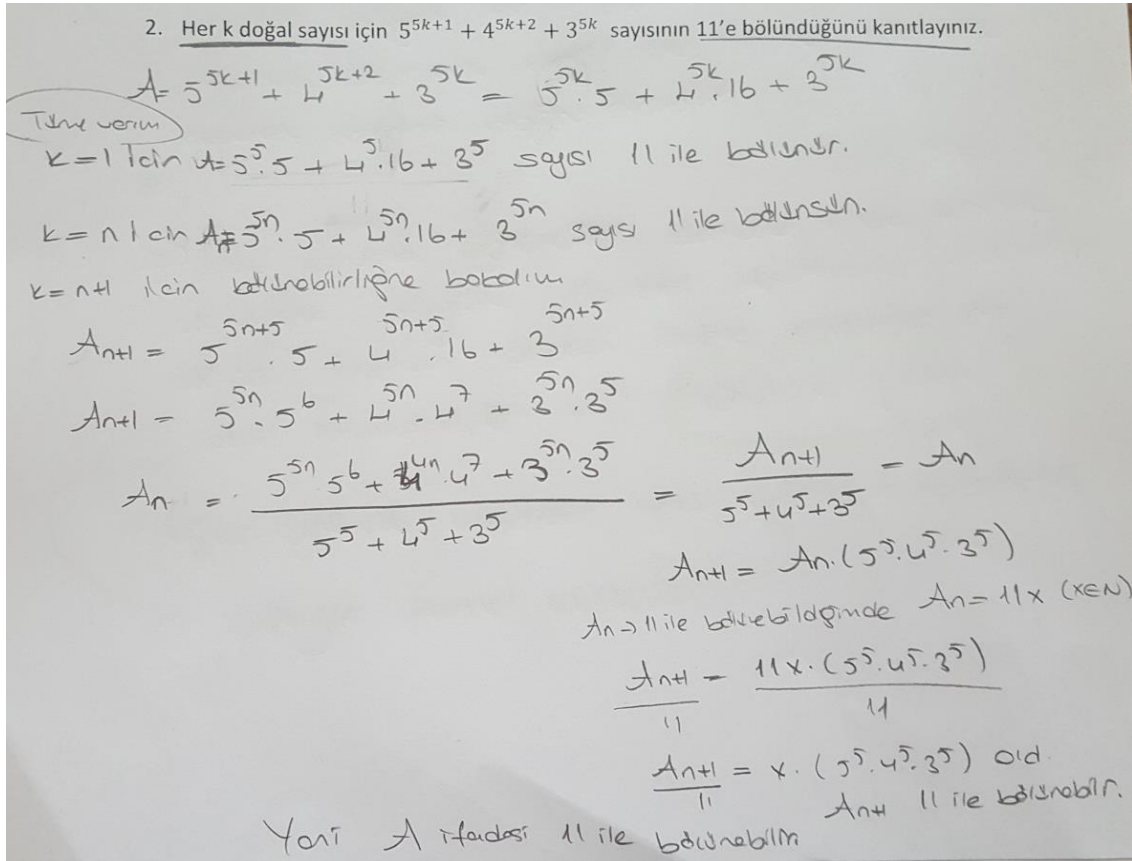 2. Her k doğal sayısı için 5^{5k+1} + 4^{5k+2} + 3^{5k} sayısının 11'e bölündüğünü kanıtlayınız.
A = 5^{5k+1} + 4^{5k+2} + 3^{5k} = 5^{5k}.5 + 4^{5k}.16 + 3^{5k}
Tüme verım
k=1 İcin A= 5^5.5 + 4^5.16 + 3^5 sayısı 11 ile bölünür.
k=n İcin A_n= 5^{5n}.5 + 4^{5n}.16 + 3^{5n} sayısı 11 ile bölünsün.
k=n+1 ilcin bölünebilirliğine bakalım
A_{n+1} = 5^{5n+5}.5 + 4^{5n+5}.16 + 3^{5n+5}
A_{n+1} = 5^{5n}.5^6 + 4^{5n}.4^7 + 3^{5n}.3^5
A_n = (5^{5n}.5^6 + 4^{4n}.4^7 + 3^{5n}.3^5) / (5^5 + 4^5 + 3^5) = A_{n+1} / (5^5+4^5+3^5) = A_n
A_{n+1} = A_n.(5^5.4^5.3^5)
A_n → 11 ile A_n = 11x (x∈N)
A_{n+1} / 11 = 11x.(5^5.4^5.3^5) / 11
A_{n+1} / 11 = x.(5^5.4^5.3^5) old.
A_{n+1} 11 ile bölünebilir.
Yani A ifadesi 11 ile bölünebilir